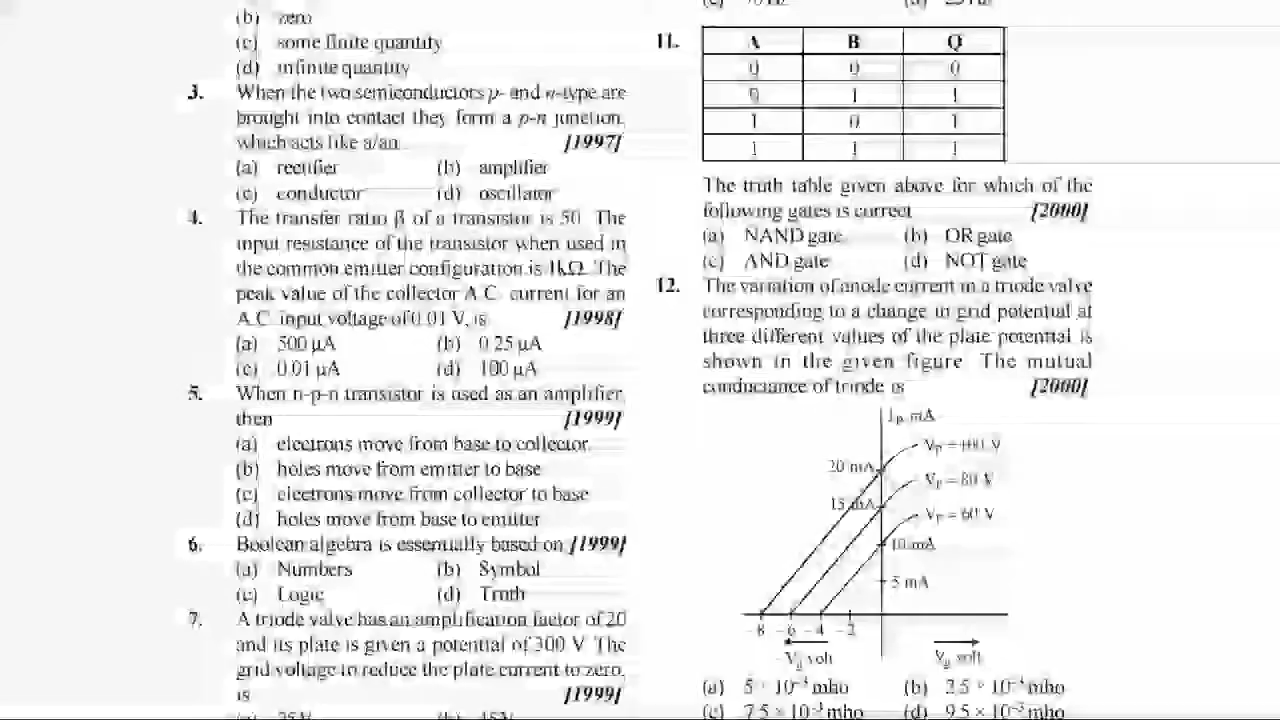 (b) zero
(c) some finite quantity
(d) infinite quantity
3. When the two semiconductors p- and n-type are
brought into contact they form a p-n junction
which acts like a/an [1997]
(a) rectifier (b) amplifier
(c) conductor (d) oscillator
4. The transfer ratio β of a transistor is 50. The
input resistance of the transistor when used in
the common emitter configuration is 1kΩ. The
peak value of the collector A.C. current for an
A.C. input voltage of 0.01 V, is [1998]
(a) 500 μA (b) 0.25 μA
(c) 0.01 μA (d) 100 μA
5. When n-p-n transistor is used as an amplifier,
then [1999]
(a) electrons move from base to collector
(b) holes move from emitter to base
(c) electrons move from collector to base
(d) holes move from base to emitter
6. Boolean algebra is essentially based on [1999]
(a) Numbers (b) Symbol
(c) Logic (d) Truth
7. A triode valve has an amplification factor of 20
and its plate is given a potential of 300 V. The
grid voltage to reduce the plate current to zero,
is [1999]
11.
A B Q
0 0 0
0 1 1
1 0 1
1 1 1
The truth table given above for which of the
following gates is correct [2000]
(a) NAND gate (b) OR gate
(c) AND gate (d) NOT gate
12. The variation of anode current in a triode valve
corresponding to a change in grid potential at
three different values of the plate potential is
shown in the given figure. The mutual
conductance of triode is [2000]
Ip mA
20 mA
15 mA
10 mA
5 mA
Vp = 80 V
Vp = 60 V
-8 -6 -4 -2
- Vg volt Vg volt
(a) 5 × mho (b) 2.5 × mho
(c) 7.5 × mho (d) 9.5 × mho